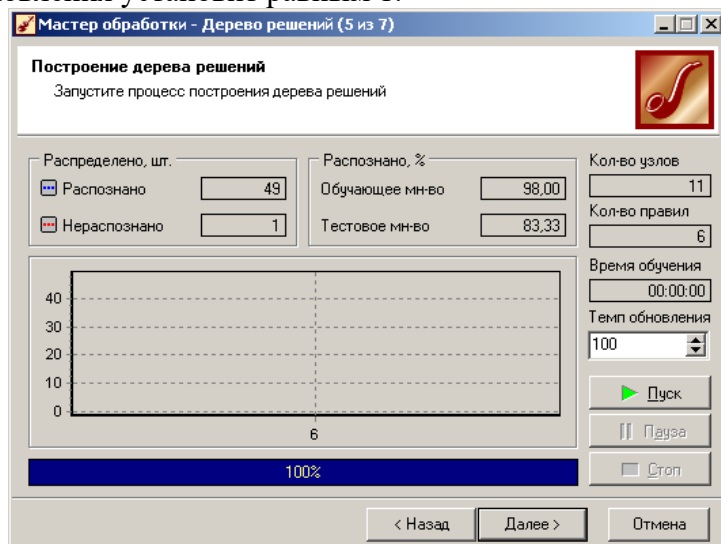 овления установит равным 1.
Мастер обработки - Дерево решений (5 из 7)
Построение дерева решений
Запустите процесс построения дерева решений
Распределено, шт.
Распознано 49
Нераспознано 1
Распознано, %
Обучающее мн-во 98,00
Тестовое мн-во 83,33
Кол-во узлов
11
Кол-во правил
6
Время обучения
00:00:00
Темп обновления
100
40
30
20
10
0
6
100%
Пуск
Пауза
Стоп
< Назад
Далее >
Отмена